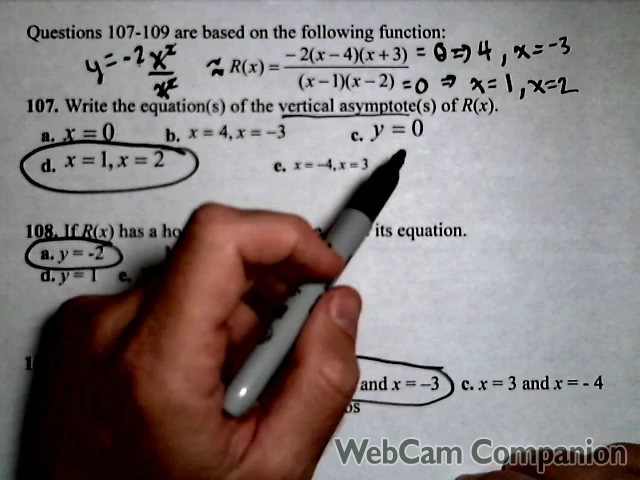 Questions 107-109 are based on the following function:
y = -2 x² / x² ≈ R(x) = -2(x-4)(x+3) / (x-1)(x-2) = 0 ⇒ 4, x=-3
= 0 ⇒ x=1, x=2
107. Write the equation(s) of the vertical asymptote(s) of R(x).
a. x = 0 b. x = 4, x = -3 c. y = 0
d. x = 1, x = 2 e. x = -4, x = 3
108. If R(x) has a its equation.
a. y = -2
d. y = 1 e.
and x = -3 c. x = 3 and x = - 4
WebCam Companion